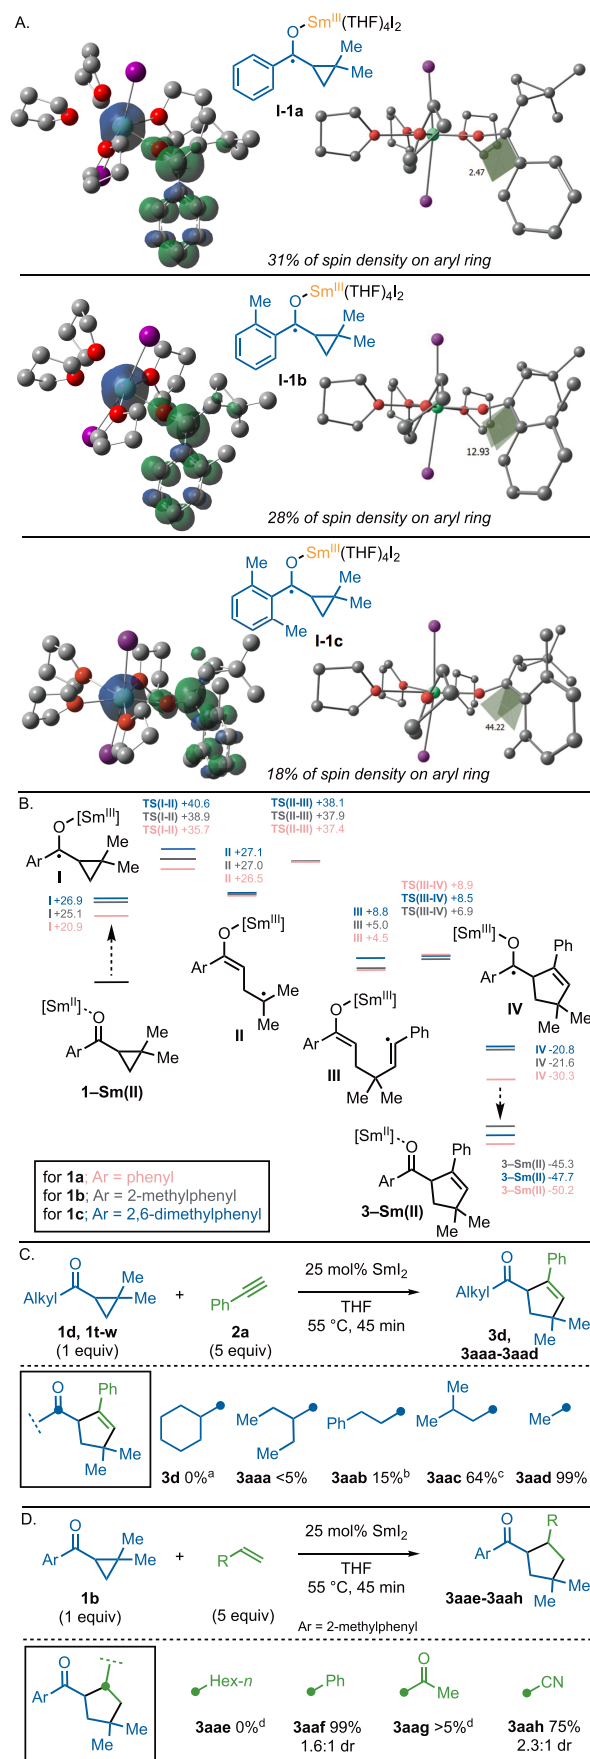 A.
O
Sm^III(THF)4I2
Me
Me
I-1a
2.47
31% of spin density on aryl ring
Me
O
Sm^III(THF)4I2
Me
Me
I-1b
12.93
28% of spin density on aryl ring
Me
O
Sm^III(THF)4I2
Me
Me
Me
I-1c
44.22
18% of spin density on aryl ring
B.
O
[Sm^III]
Ar
Me
Me
I
TS(I-II) +40.6
TS(I-II) +38.9
TS(I-II) +35.7
TS(II-III) +38.1
TS(II-III) +37.9
TS(II-III) +37.4
II +27.1
II +27.0
II +26.5
I +26.9
I +25.1
I +20.9
[Sm^III]
O
Ar
Me
Me
II
TS(III-IV) +8.9
TS(III-IV) +8.5
TS(III-IV) +6.9
III +8.8
III +5.0
III +4.5
[Sm^III]
O
Ph
Ar
Me
Me
IV
[Sm^II]
O
Ar
Me
Me
1–Sm(II)
O
[Sm^III]
Ar
Ph
Me
Me
III
IV -20.8
IV -21.6
IV -30.3
[Sm^II]
O
Ph
Ar
Me
Me
3–Sm(II)
3–Sm(II) -45.3
3–Sm(II) -47.7
3–Sm(II) -50.2
for 1a; Ar = phenyl
for 1b; Ar = 2-methylphenyl
for 1c; Ar = 2,6-dimethylphenyl
C.
O
Alkyl
Me
Me
1d, 1t-w
(1 equiv)
+
Ph
2a
(5 equiv)
25 mol% SmI2
THF
55 °C, 45 min
O
Ph
Alkyl
Me
Me
3d,
3aaa-3aad
O
Ph
Me
Me
3d 0%^a
Et
Me
3aaa <5%
Ph
3aab 15%^b
Me
Me
3aac 64%^c
Me
3aad 99%
D.
O
Ar
Me
Me
1b
(1 equiv)
+
R
(5 equiv)
25 mol% SmI2
THF
55 °C, 45 min
Ar = 2-methylphenyl
O
R
Ar
Me
Me
3aae-3aah
O
Ar
Me
Me
Hex-n
3aae 0%^d
Ph
3aaf 99%
1.6:1 dr
O
Me
3aag >5%^d
CN
3aah 75%
2.3:1 dr